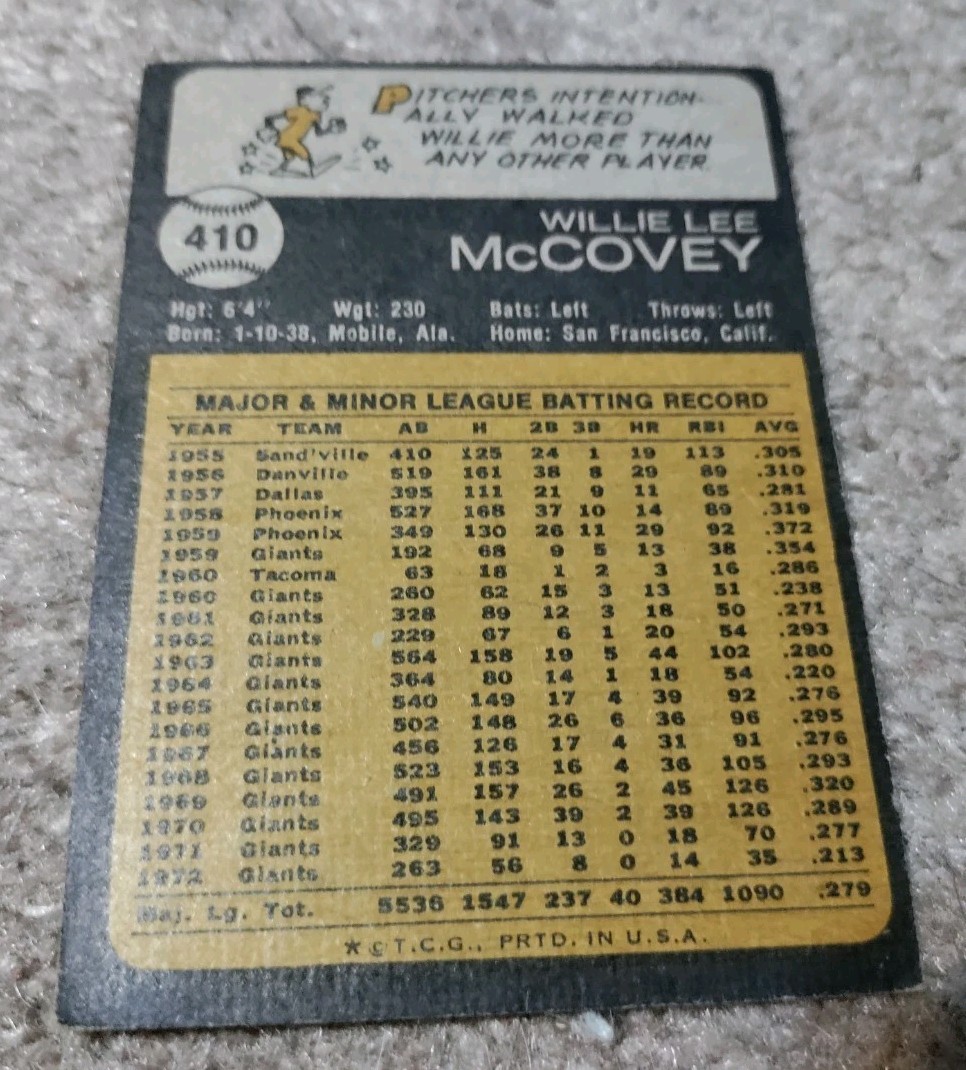 PITCHERS INTENTION-
ALLY WALKED
WILLIE MORE THAN
ANY OTHER PLAYER.
410
WILLIE LEE
McCOVEY
Hgt: 6'4" Wgt: 230 Bats: Left Throws: Left
Born: 1-10-38, Mobile, Ala. Home: San Francisco, Calif.
MAJOR & MINOR LEAGUE BATTING RECORD
YEAR TEAM AB H 2B 3B HR RBI AVG
1955 Sand'ville 410 125 24 1 19 113 .305
1956 Danville 519 161 38 8 29 89 .310
1957 Dallas 395 111 21 9 11 65 .281
1958 Phoenix 527 168 37 10 14 89 .319
1959 Phoenix 349 130 26 11 29 92 .372
1959 Giants 192 68 9 5 13 38 .354
1960 Tacoma 63 18 1 2 3 16 .286
1960 Giants 260 62 15 3 13 51 .238
1961 Giants 328 89 12 3 18 50 .271
1962 Giants 229 67 6 1 20 54 .293
1963 Giants 564 158 19 5 44 102 .280
1964 Giants 364 80 14 1 18 54 .220
1965 Giants 540 149 17 4 39 92 .276
1966 Giants 502 148 26 6 36 96 .295
1967 Giants 456 126 17 4 31 91 .276
1968 Giants 523 153 16 4 36 105 .293
1969 Giants 491 157 26 2 45 126 .320
1970 Giants 495 143 39 2 39 126 .289
1971 Giants 329 91 13 0 18 70 .277
1972 Giants 263 56 8 0 14 35 .213
Maj. Lg. Tot. 5536 1547 237 40 384 1090 .279
★ © T.C.G., PRTD. IN U.S.A.